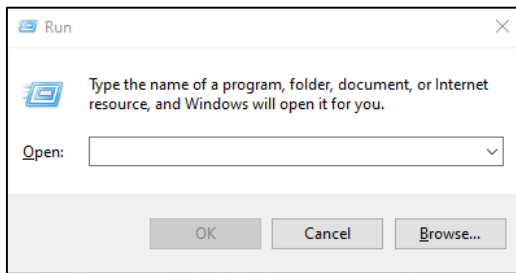 Run
Type the name of a program, folder, document, or Internet
resource, and Windows will open it for you.
Open:
OK Cancel Browse...